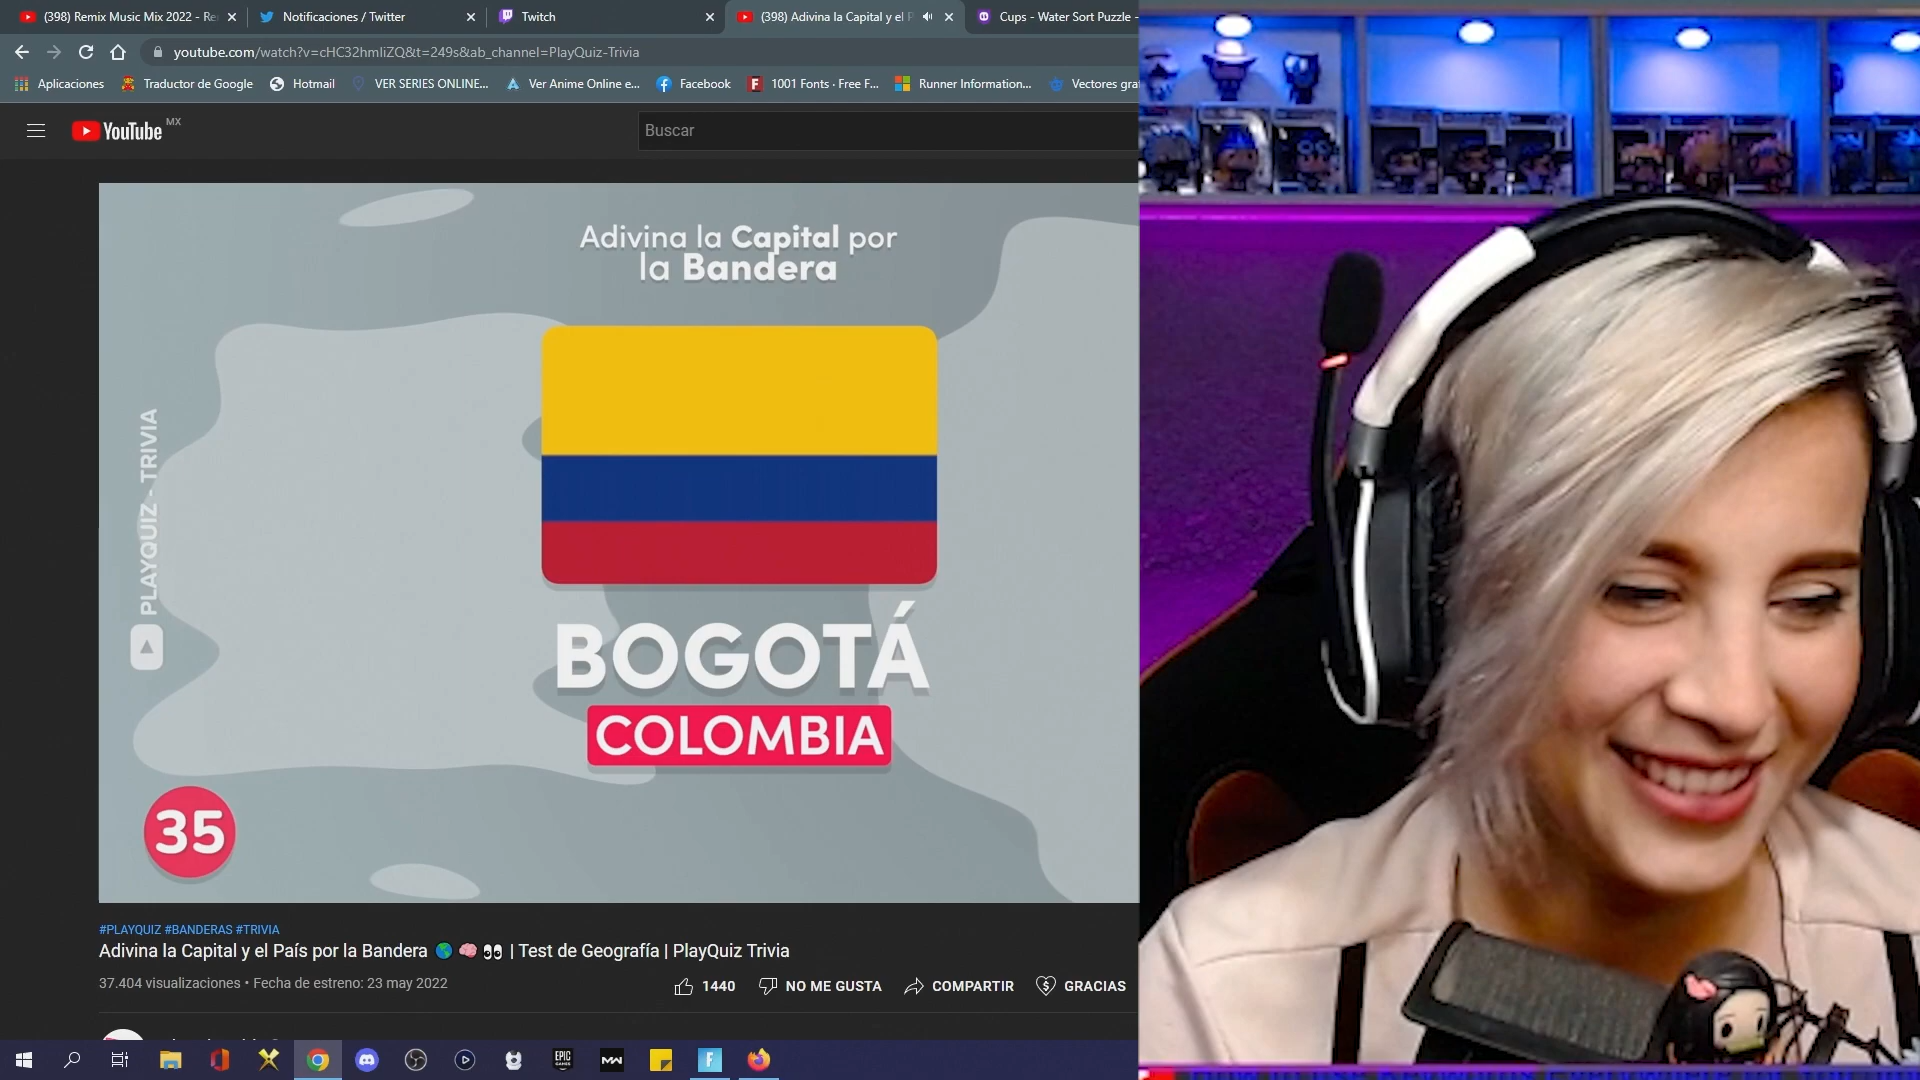 (398) Remix Music Mix 2022 - Re
Notificaciones / Twitter
Twitch
(398) Adivina la Capital y el P
Cups - Water Sort Puzzle -
youtube.com/watch?v=cHC32hmIiZQ&t=249s&ab_channel=PlayQuiz-Trivia
Aplicaciones
Traductor de Google
Hotmail
VER SERIES ONLINE...
Ver Anime Online e...
Facebook
1001 Fonts · Free F...
Runner Information...
Vectores grat
YouTube MX
Buscar
Adivina la Capital por
la Bandera
PLAYQUIZ - TRIVIA
BOGOTÁ
COLOMBIA
35
#PLAYQUIZ #BANDERAS #TRIVIA
Adivina la Capital y el País por la Bandera 🌎 🧠 👀 | Test de Geografía | PlayQuiz Trivia
37.404 visualizaciones • Fecha de estreno: 23 may 2022
1440
NO ME GUSTA
COMPARTIR
GRACIAS
EPIC
GAMES